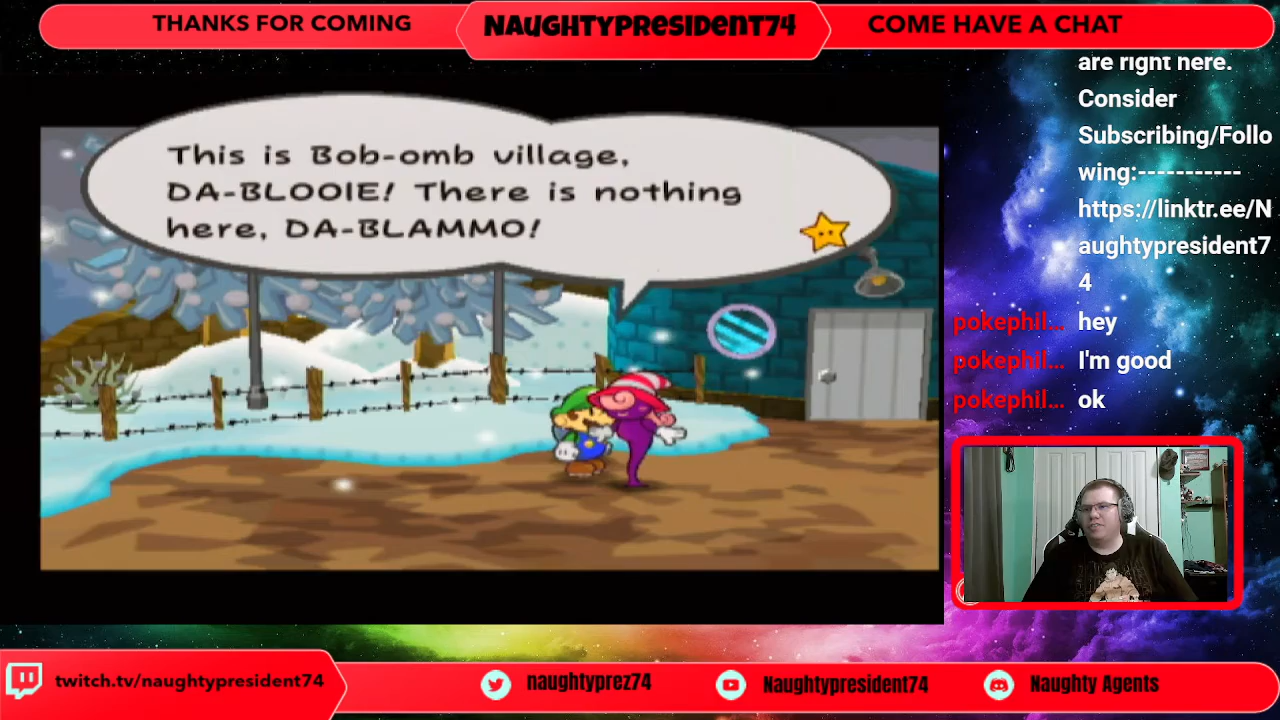 THANKS FOR COMING
NAUGHTYPRESIDENT74
COME HAVE A CHAT
This is Bob-omb village,
DA-BLOOIE! There is nothing
here, DA-BLAMMO!
are right here.
Consider
Subscribing/Follo
wing:-----------
https://linktr.ee/N
aughtypresident7
4
pokephil... hey
pokephil... I'm good
pokephil... ok
twitch.tv/naughtypresident74
naughtyprez74
Naughtypresident74
Naughty Agents